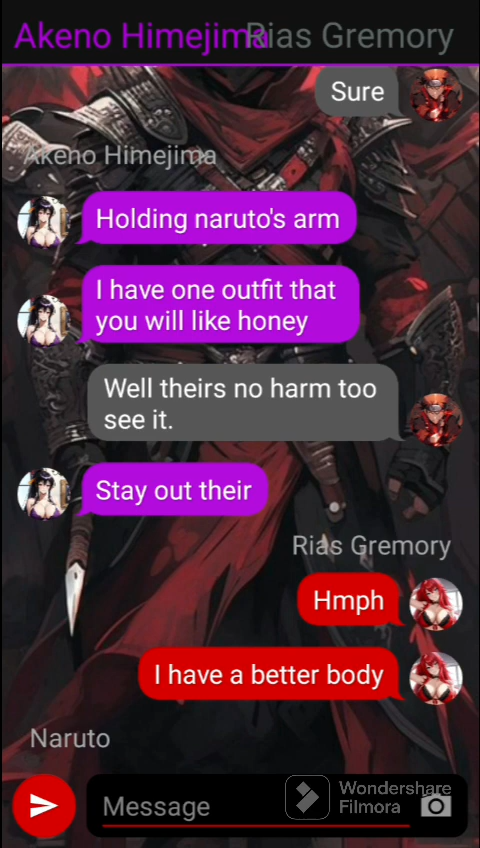 Akeno Himejima
Rias Gremory
Sure
Akeno Himejima
Holding naruto's arm
I have one outfit that
you will like honey
Well theirs no harm too
see it.
Stay out their
Rias Gremory
Hmph
I have a better body
Naruto
Message
Wondershare
Filmora